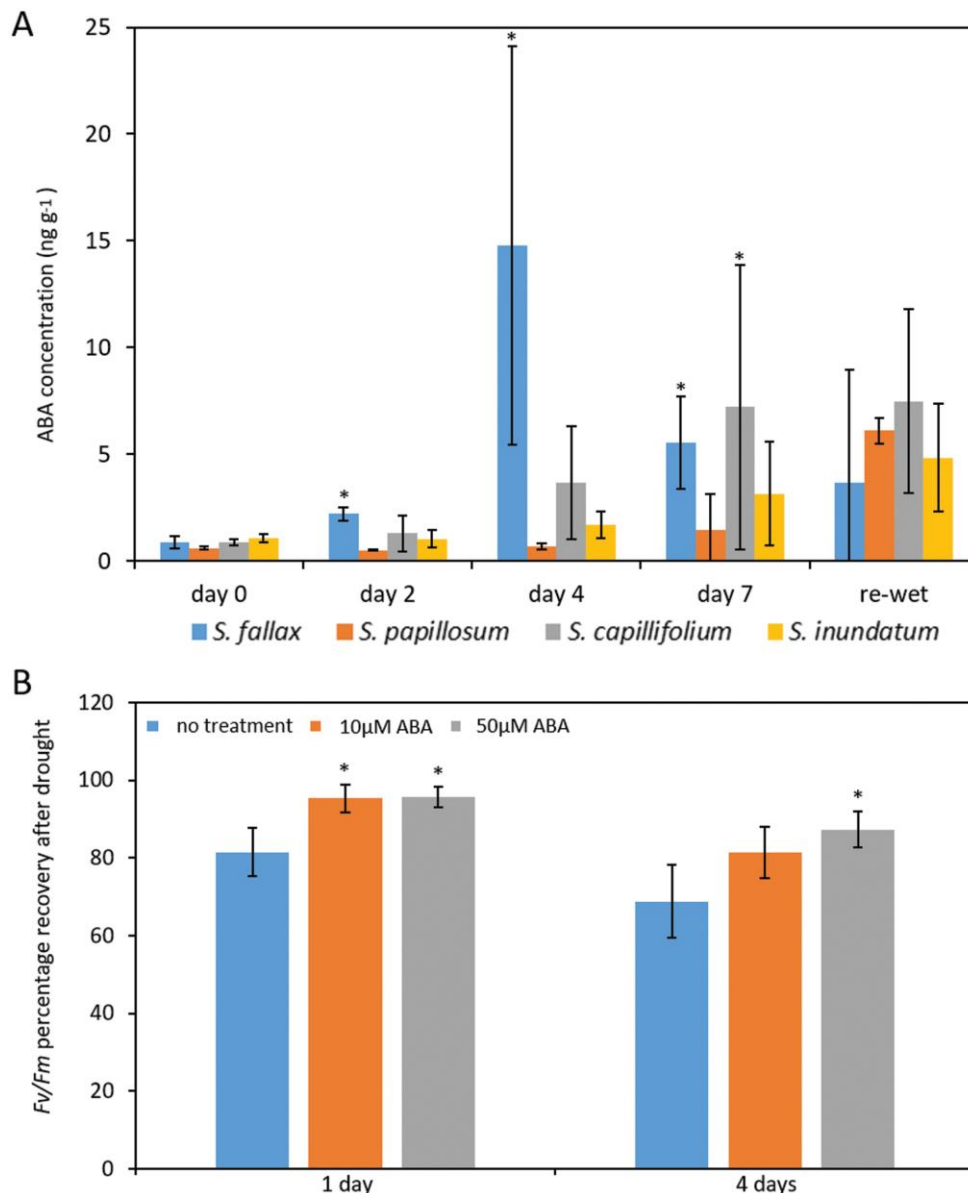 A
ABA concentration (ng g-1)
25
20
15
10
5
0
*
*
*
*
day 0 day 2 day 4 day 7 re-wet
S. fallax S. papillosum S. capillifolium S. inundatum
B
Fv/Fm percentage recovery after drought
120
100
80
60
40
20
0
no treatment 10µM ABA 50µM ABA
* *
*
1 day 4 days